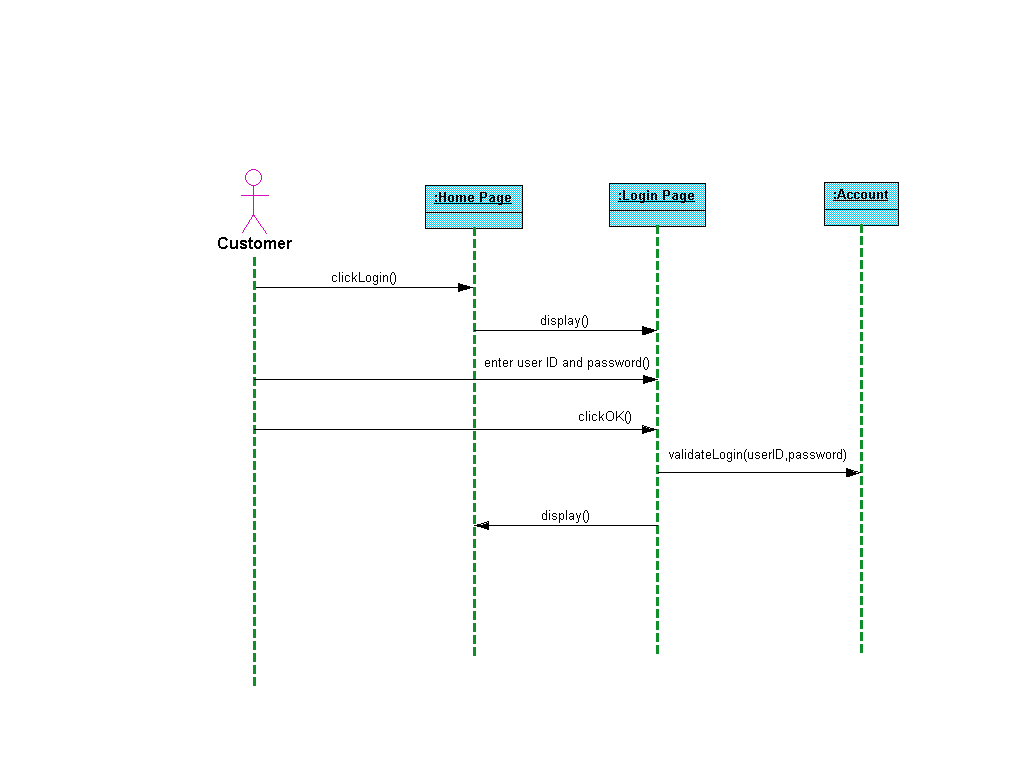 :Home Page
:Login Page
:Account
Customer
clickLogin()
display()
enter user ID and password()
clickOK()
validateLogin(userID,password)
display()